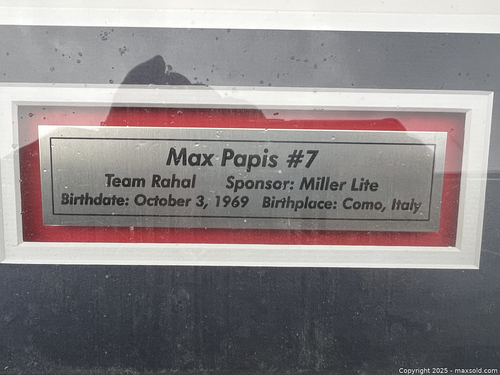 Max Papis #7
Team Rahal Sponsor: Miller Lite
Birthdate: October 3, 1969 Birthplace: Como, Italy
Copyright 2025 - maxsold.com